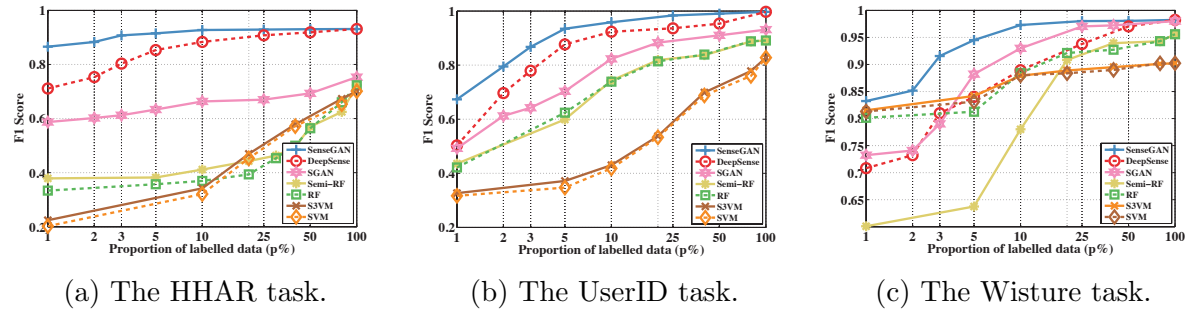 1
0.8
0.6
0.4
0.2
F1 Score
1 2 3 5 10 25 50 100
Proportion of labelled data (p%)
SenseGAN
DeepSense
SGAN
Semi-RF
RF
S3VM
SVM
(a) The HHAR task.
1
0.8
0.6
0.4
0.2
F1 Score
1 5 10 25 50 100
Proportion of labelled data (p%)
SenseGAN
DeepSense
SGAN
Semi-RF
RF
S3VM
SVM
(b) The UserID task.
0.95
0.9
0.85
0.8
0.75
0.7
0.65
F1 Score
1 2 3 5 10 25 50 100
Proportion of labelled data (p%)
SenseGAN
DeepSense
SGAN
Semi-RF
RF
S3VM
SVM
(c) The Wisture task.